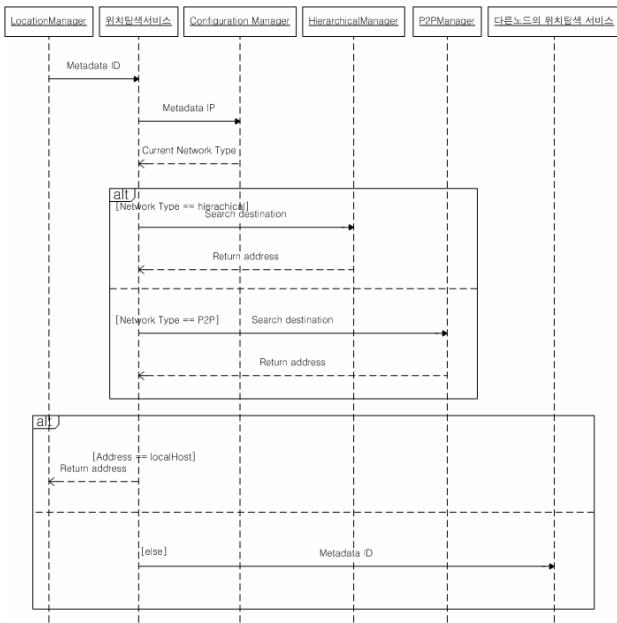 LocationManager
위치탐색서비스
Configuration Manager
HierarchicalManager
P2PManager
다른노드의 위치탐색 서비스
Metadata ID
Metadata IP
Current Network Type
alt
[Network Type == higrachical]
Search destination
Return address
[Network Type == P2P]
Search destination
Return address
alt
[Address == localHost]
Return address
[else]
Metadata ID